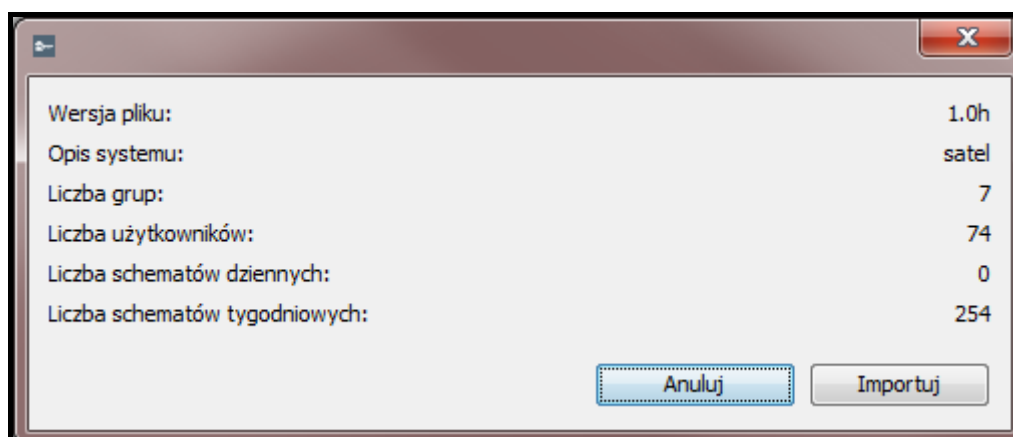 Wersja pliku: 1.0h
Opis systemu: satel
Liczba grup: 7
Liczba użytkowników: 74
Liczba schematów dziennych: 0
Liczba schematów tygodniowych: 254
Anuluj Importuj